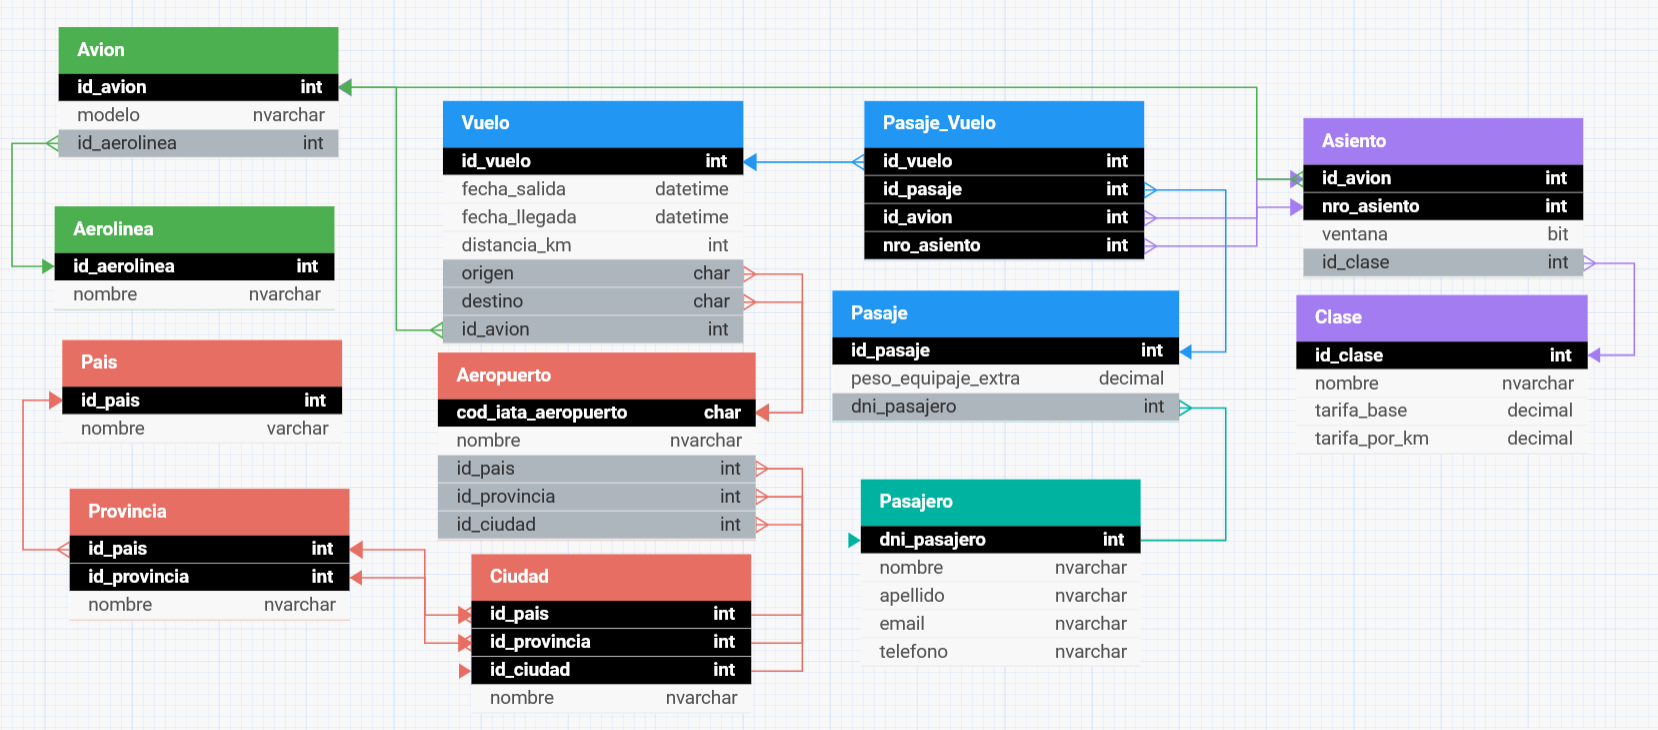 Avion
id_avion int
modelo nvarchar
id_aerolinea int
Aerolinea
id_aerolinea int
nombre nvarchar
Pais
id_pais int
nombre varchar
Provincia
id_pais int
id_provincia int
nombre nvarchar
Vuelo
id_vuelo int
fecha_salida datetime
fecha_llegada datetime
distancia_km int
origen char
destino char
id_avion int
Aeropuerto
cod_iata_aeropuerto char
nombre nvarchar
id_pais int
id_provincia int
id_ciudad int
Ciudad
id_pais int
id_provincia int
id_ciudad int
nombre nvarchar
Pasaje_Vuelo
id_vuelo int
id_pasaje int
id_avion int
nro_asiento int
Pasaje
id_pasaje int
peso_equipaje_extra decimal
dni_pasajero int
Pasajero
dni_pasajero int
nombre nvarchar
apellido nvarchar
email nvarchar
telefono nvarchar
Asiento
id_avion int
nro_asiento int
ventana bit
id_clase int
Clase
id_clase int
nombre nvarchar
tarifa_base decimal
tarifa_por_km decimal